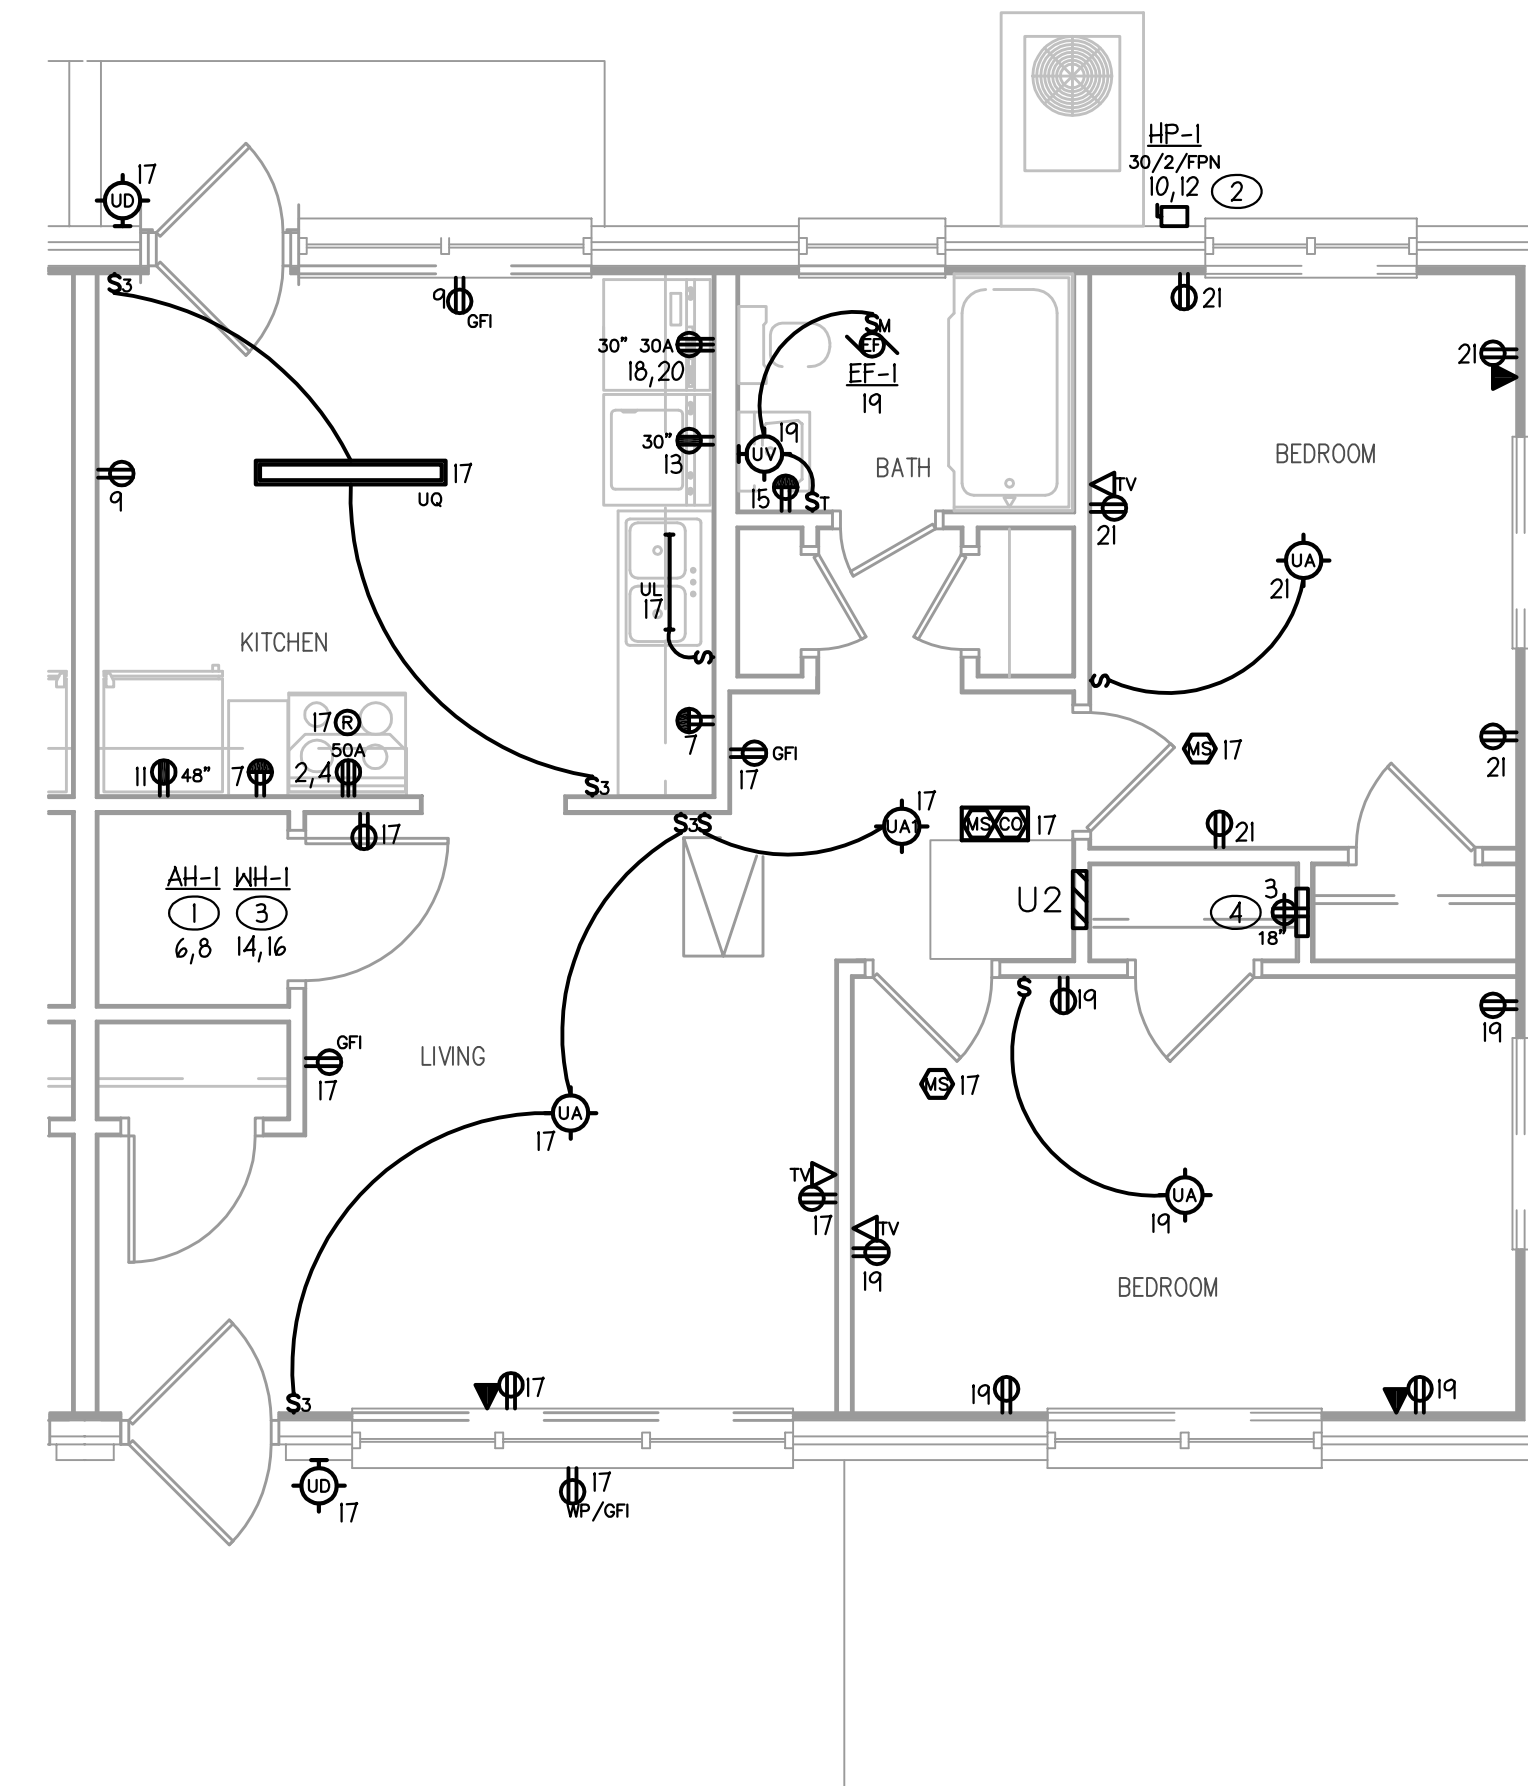 HP-1
30/2/FPN
10,12
2
17
UD
S3
9
GFI
21
30" 30A
18,20
SM
EF
EF-1
19
21
30"
13
19
UV
BATH
BEDROOM
9
17
UQ
15
ST
TV
21
UA
21
UL
17
KITCHEN
S
S
17
R
50A
2,4
11
48"
7
7
GFI
17
MS
17
21
S3
S3
S
17
UA1
17
MS
CO
17
21
AH-1
WH-1
1
3
6,8
14,16
U2
4
3
18"
S
19
19
GFI
17
LIVING
MS
17
UA
17
TV
17
TV
19
UA
19
BEDROOM
S3
17
19
19
UD
17
17
WP/GFI